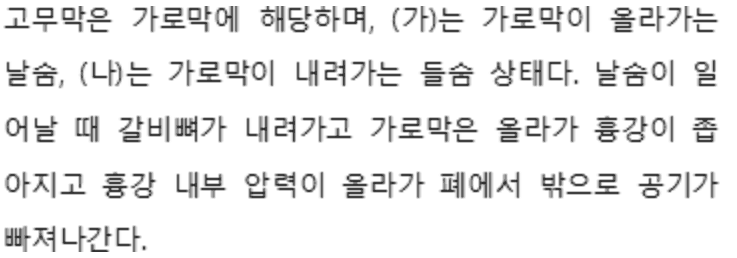 고무막은 가로막에 해당하며, (가)는 가로막이 올라가는
날숨, (나)는 가로막이 내려가는 들숨 상태다. 날숨이 일
어날 때 갈비뼈가 내려가고 가로막은 올라가 흉강이 좁
아지고 흉강 내부 압력이 올라가 폐에서 밖으로 공기가
빠져나간다.